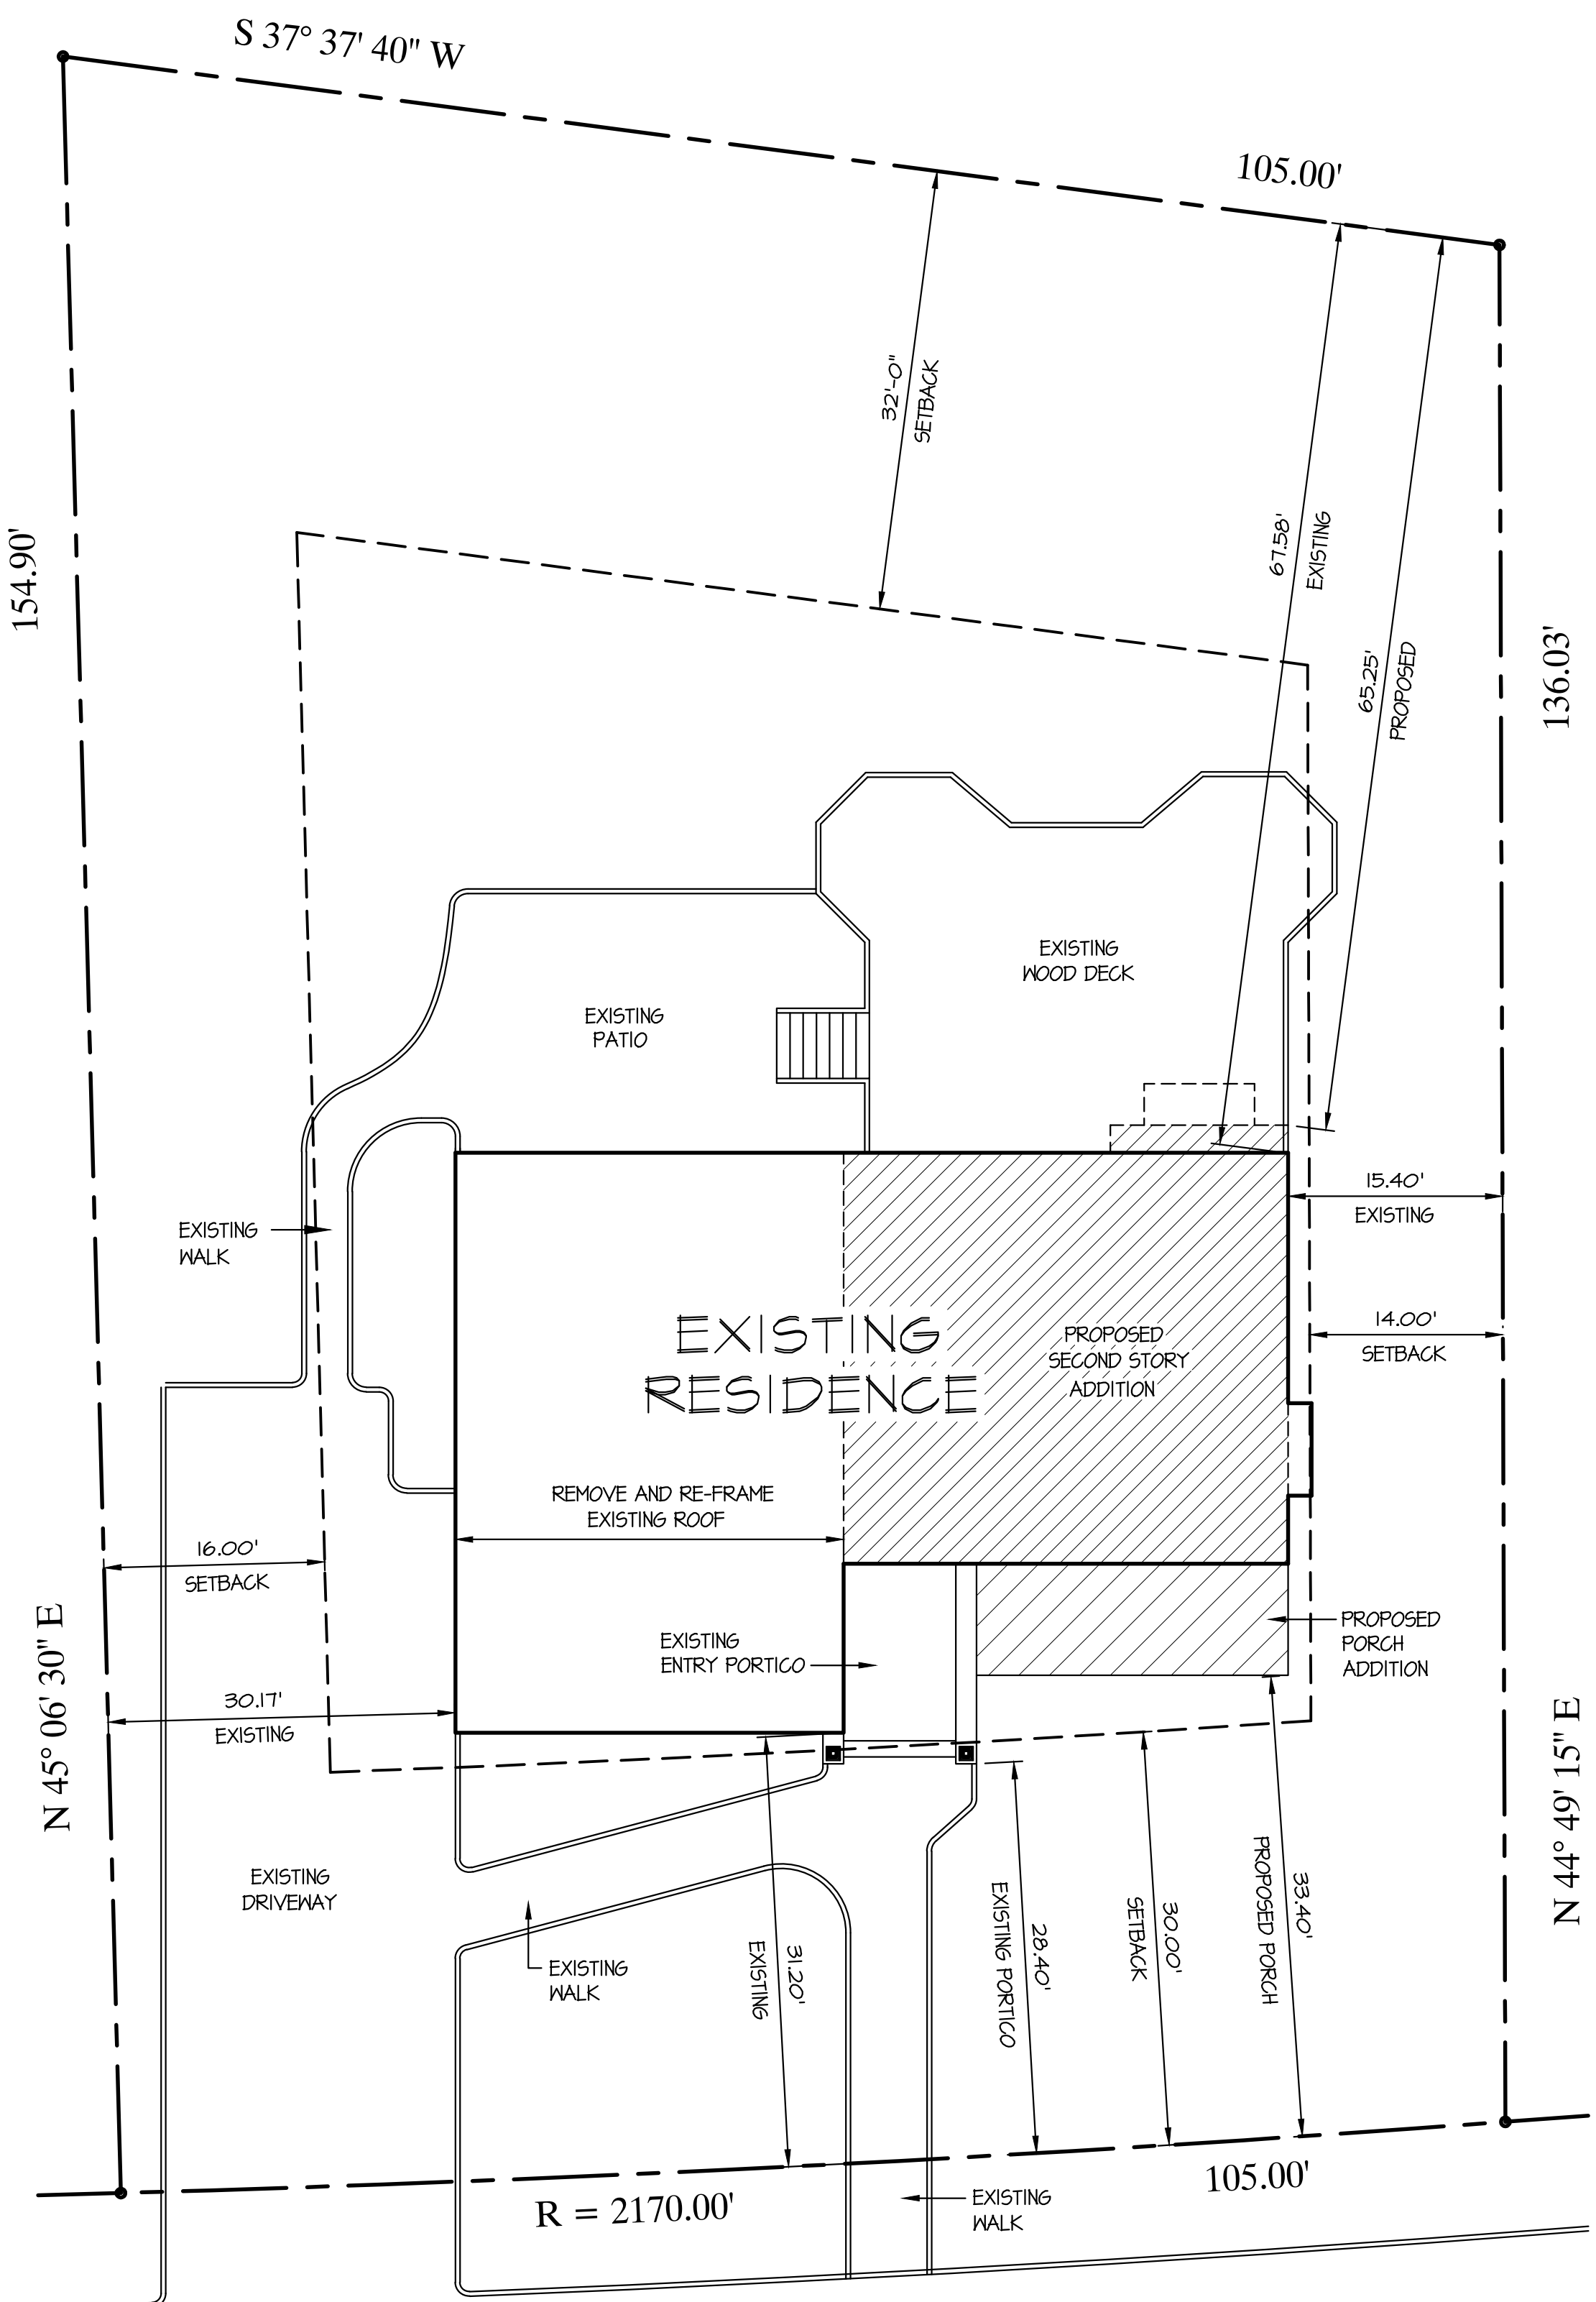 S 37° 37' 40" W
105.00'
32'-0"
SETBACK
67.58'
EXISTING
65.25'
PROPOSED
154.90'
136.03'
EXISTING
WOOD DECK
EXISTING
PATIO
EXISTING
WALK
15.40'
EXISTING
14.00'
SETBACK
EXISTING
RESIDENCE
PROPOSED
SECOND STORY
ADDITION
REMOVE AND RE-FRAME
EXISTING ROOF
16.00'
SETBACK
N 45° 06' 30" E
30.17'
EXISTING
EXISTING
ENTRY PORTICO
PROPOSED
PORCH
ADDITION
N 44° 49' 15" E
EXISTING
DRIVEWAY
EXISTING
WALK
31.20'
EXISTING
28.40'
EXISTING PORTICO
30.00'
SETBACK
33.40'
PROPOSED PORCH
R = 2170.00'
105.00'
EXISTING
WALK